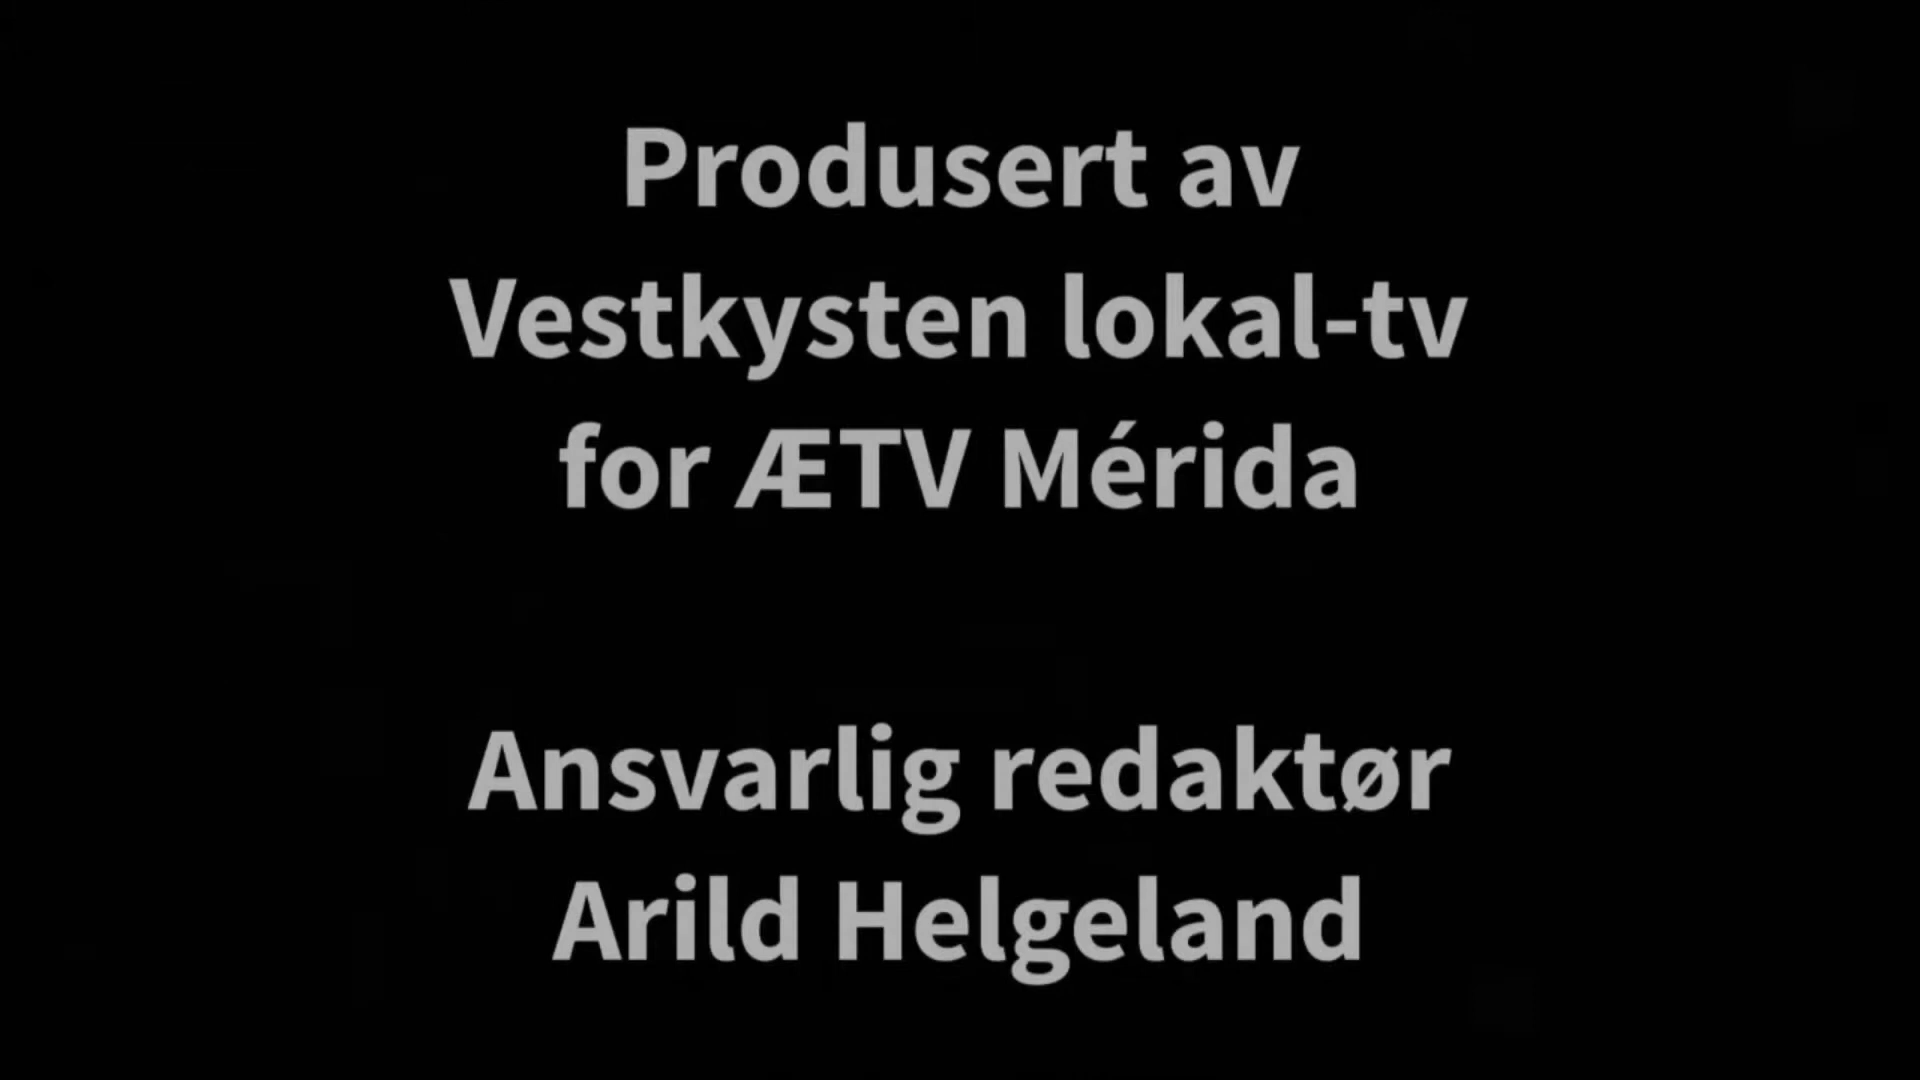 Produsert av
Vestkysten lokal-tv
for ÆTV Mérida
Ansvarlig redaktør
Arild Helgeland